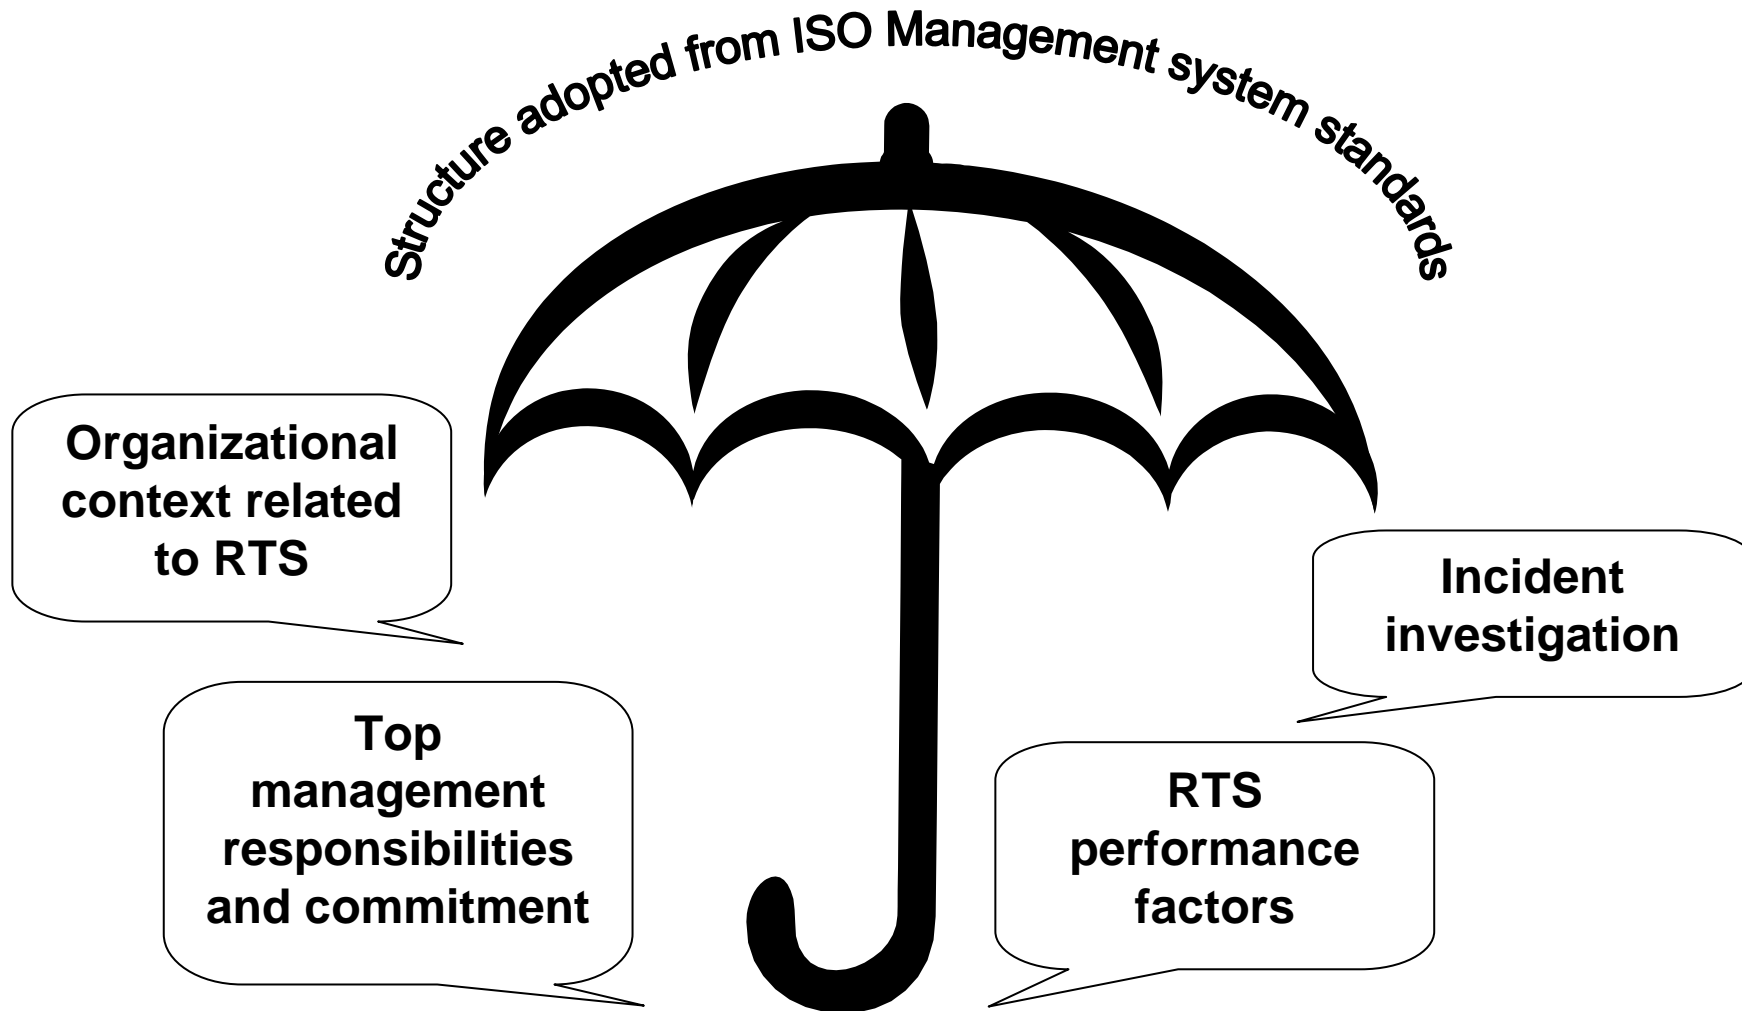 Structure adopted from ISO Management system standards
Organizational
context related
to RTS
Incident
investigation
Top
management
responsibilities
and commitment
RTS
performance
factors